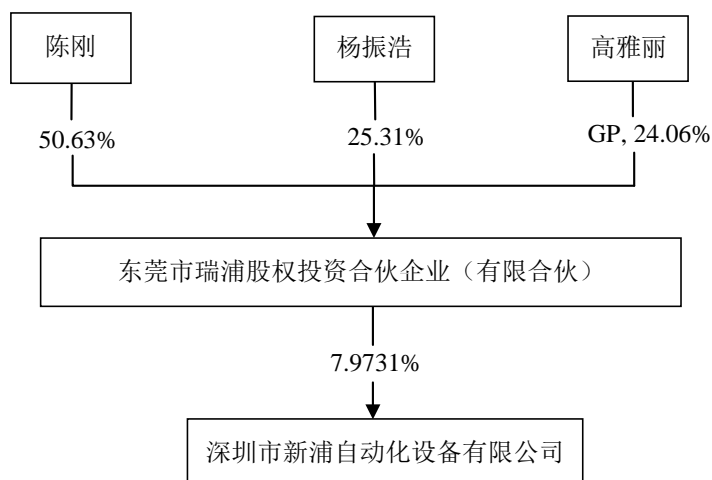 陈刚
杨振浩
高雅丽
50.63%
25.31%
GP, 24.06%
东莞市瑞浦股权投资合伙企业（有限合伙）
7.9731%
深圳市新浦自动化设备有限公司